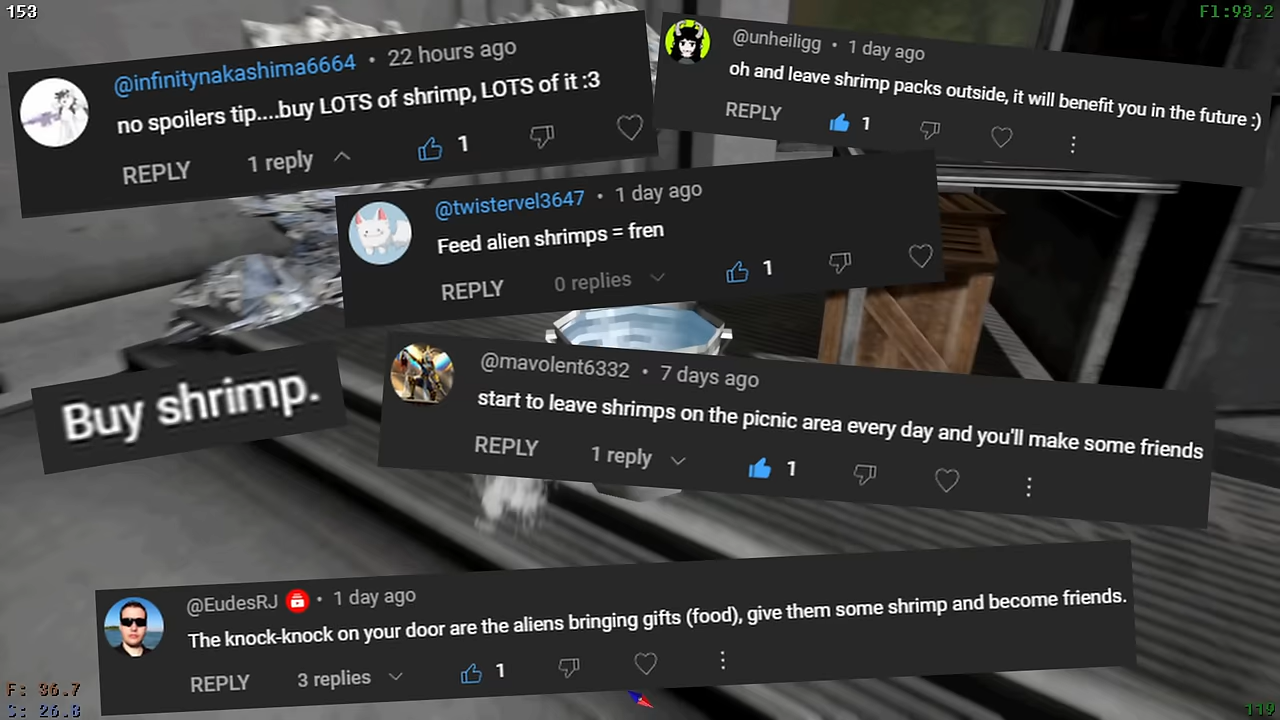 153
F1:93.2
@infinitynakashima6664 • 22 hours ago
no spoilers tip....buy LOTS of shrimp, LOTS of it :3
REPLY 1 reply 1
@unheiligg • 1 day ago
oh and leave shrimp packs outside, it will benefit you in the future :)
REPLY 1
@twistervel3647 • 1 day ago
Feed alien shrimps = fren
REPLY 0 replies 1
Buy shrimp.
@mavolent6332 • 7 days ago
start to leave shrimps on the picnic area every day and you'll make some friends
REPLY 1 reply 1
@EudesRJ • 1 day ago
The knock-knock on your door are the aliens bringing gifts (food), give them some shrimp and become friends.
REPLY 3 replies 1
F: 36.7
S: 26.8
119